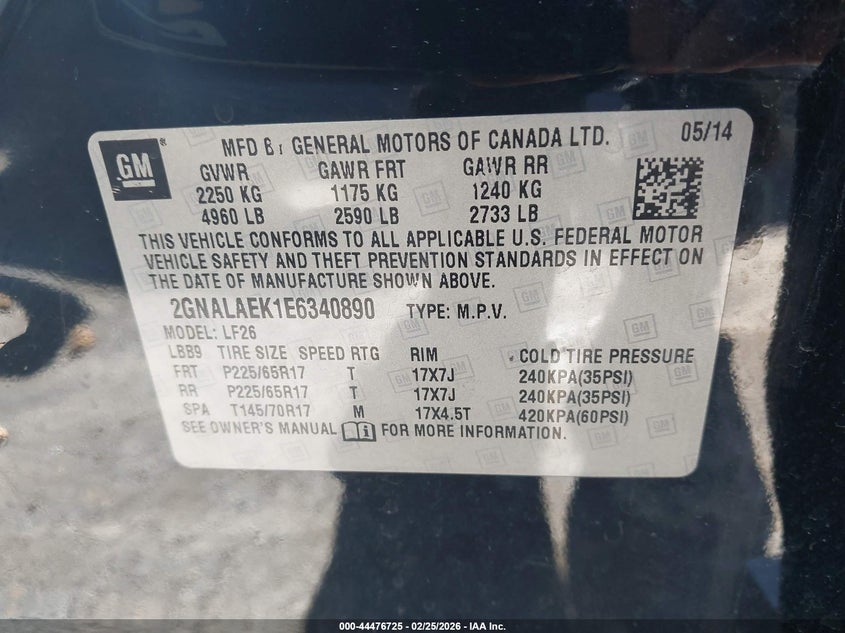 GM
MFD BY GENERAL MOTORS OF CANADA LTD. 05/14
GVWR GAWR FRT GAWR RR
2250 KG 1175 KG 1240 KG
4960 LB 2590 LB 2733 LB
THIS VEHICLE CONFORMS TO ALL APPLICABLE U.S. FEDERAL MOTOR
VEHICLE SAFETY AND THEFT PREVENTION STANDARDS IN EFFECT ON
THE DATE OF MANUFACTURE SHOWN ABOVE.
2GNALAEK1E6340890 TYPE: M.P.V.
MODEL: LF26
LBB9 TIRE SIZE SPEED RTG RIM COLD TIRE PRESSURE
FRT P225/65R17 T 17X7J 240KPA(35PSI)
RR P225/65R17 T 17X7J 240KPA(35PSI)
SPA T145/70R17 M 17X4.5T 420KPA(60PSI)
SEE OWNER'S MANUAL FOR MORE INFORMATION.
000-44476725 - 02/25/2026 - IAA Inc.